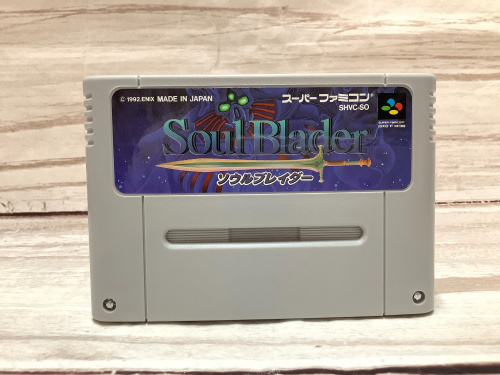 © 1992.ENIX MADE IN JAPAN
スーパーファミコン®
SHVC-SO
Soul Blader
ソウルブレイダー